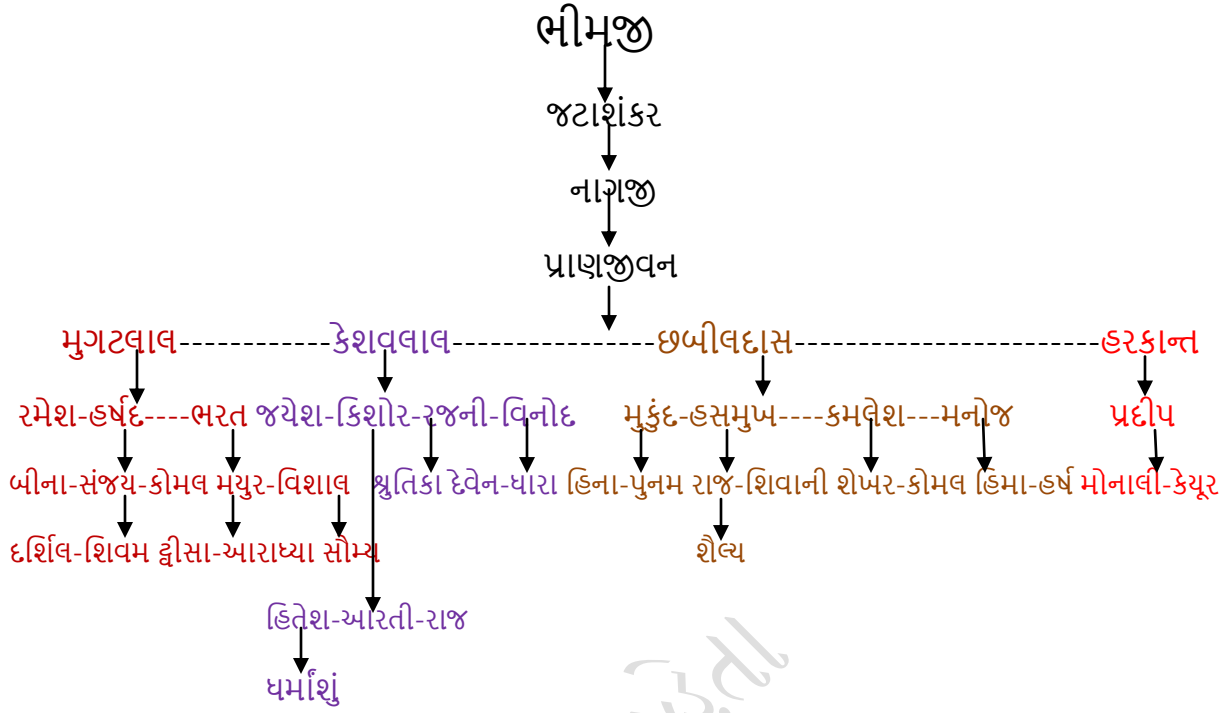 ભીમજી
જટાશંકર
નાગજી
પ્રાણજીવન
મુગટલાલ-----------કેશવલાલ---------------છબીલદાસ----------------------હરકાન્ત
રમેશ-હર્ષદ----ભરત જયેશ-કિશોર-રજની-વિનોદ મુકુંદ-હસમુખ----કમલેશ---મનોજ પ્રદીપ
બીના-સંજય-કોમલ મયુર-વિશાલ શ્રુતિકા દેવેન-ધારા હિના-પુનમ રાજ-શિવાની શેખર-કોમલ હિમા-હર્ષ મોનાલી-કેયૂર
દર્શિલ-શિવમ દ્વીસા-આરાધ્યા સૌમ્ય શૈલ્ય
હિતેશ-આરતી-રાજ
ધર્માંશું